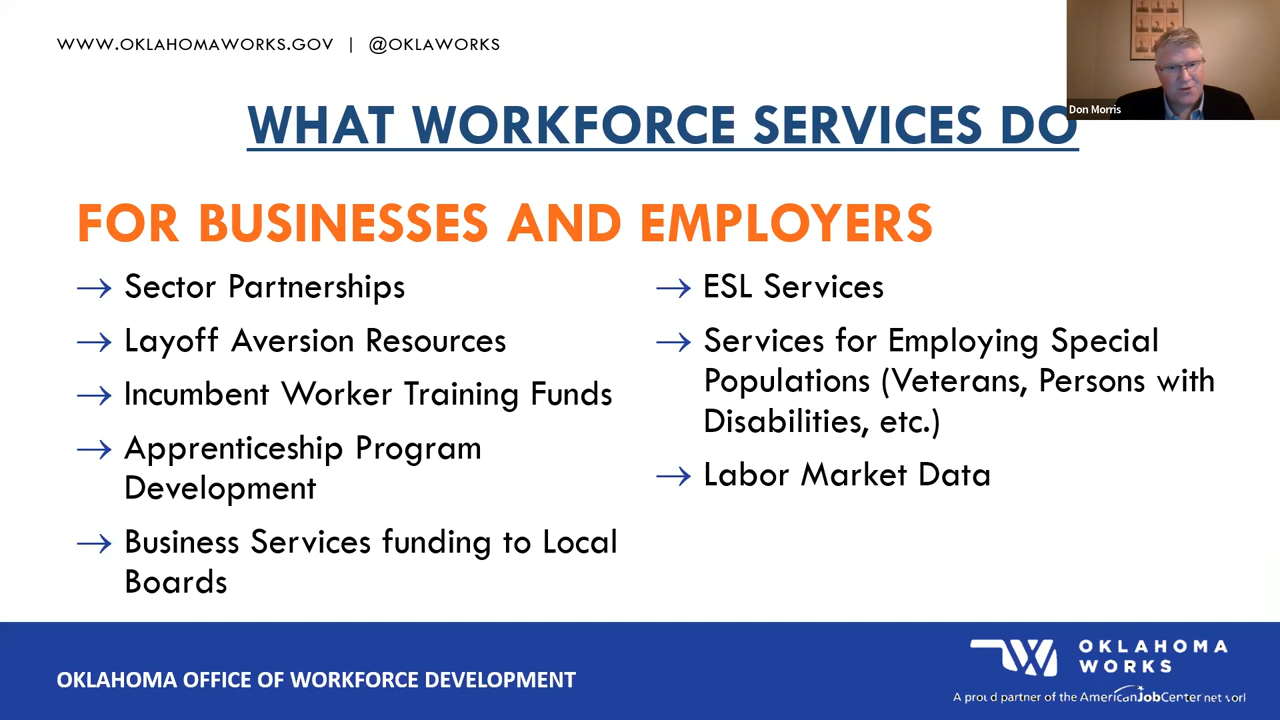 WWW.OKLAHOMAWORKS.GOV | @OKLAWORKS
Don Morris
WHAT WORKFORCE SERVICES DO
FOR BUSINESSES AND EMPLOYERS
→ Sector Partnerships
→ Layoff Aversion Resources
→ Incumbent Worker Training Funds
→ Apprenticeship Program
Development
→ Business Services funding to Local
Boards
→ ESL Services
→ Services for Employing Special
Populations (Veterans, Persons with
Disabilities, etc.)
→ Labor Market Data
OKLAHOMA OFFICE OF WORKFORCE DEVELOPMENT
OKLAHOMA
WORKS
A proud partner of the AmericanJobCenter network